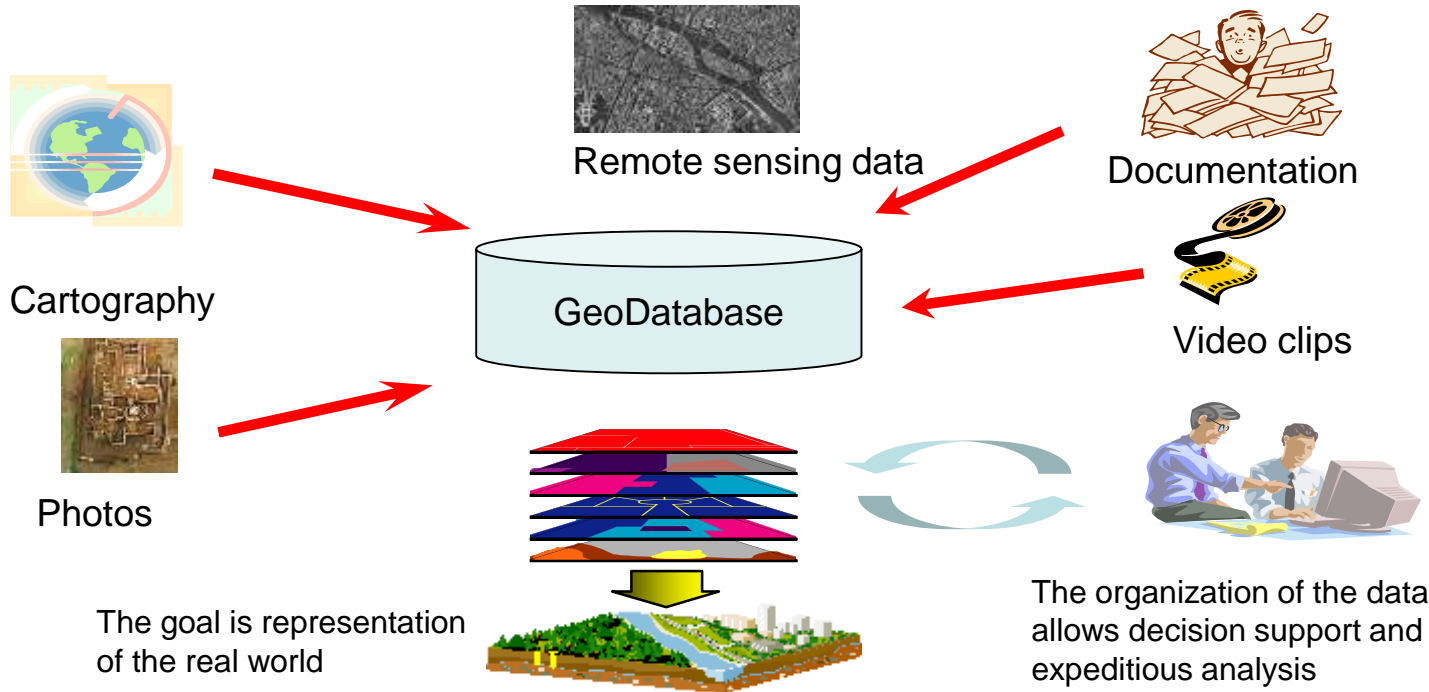 Remote sensing data
Documentation
Cartography
GeoDatabase
Video clips
Photos
The goal is representation
of the real world
The organization of the data
allows decision support and
expeditious analysis